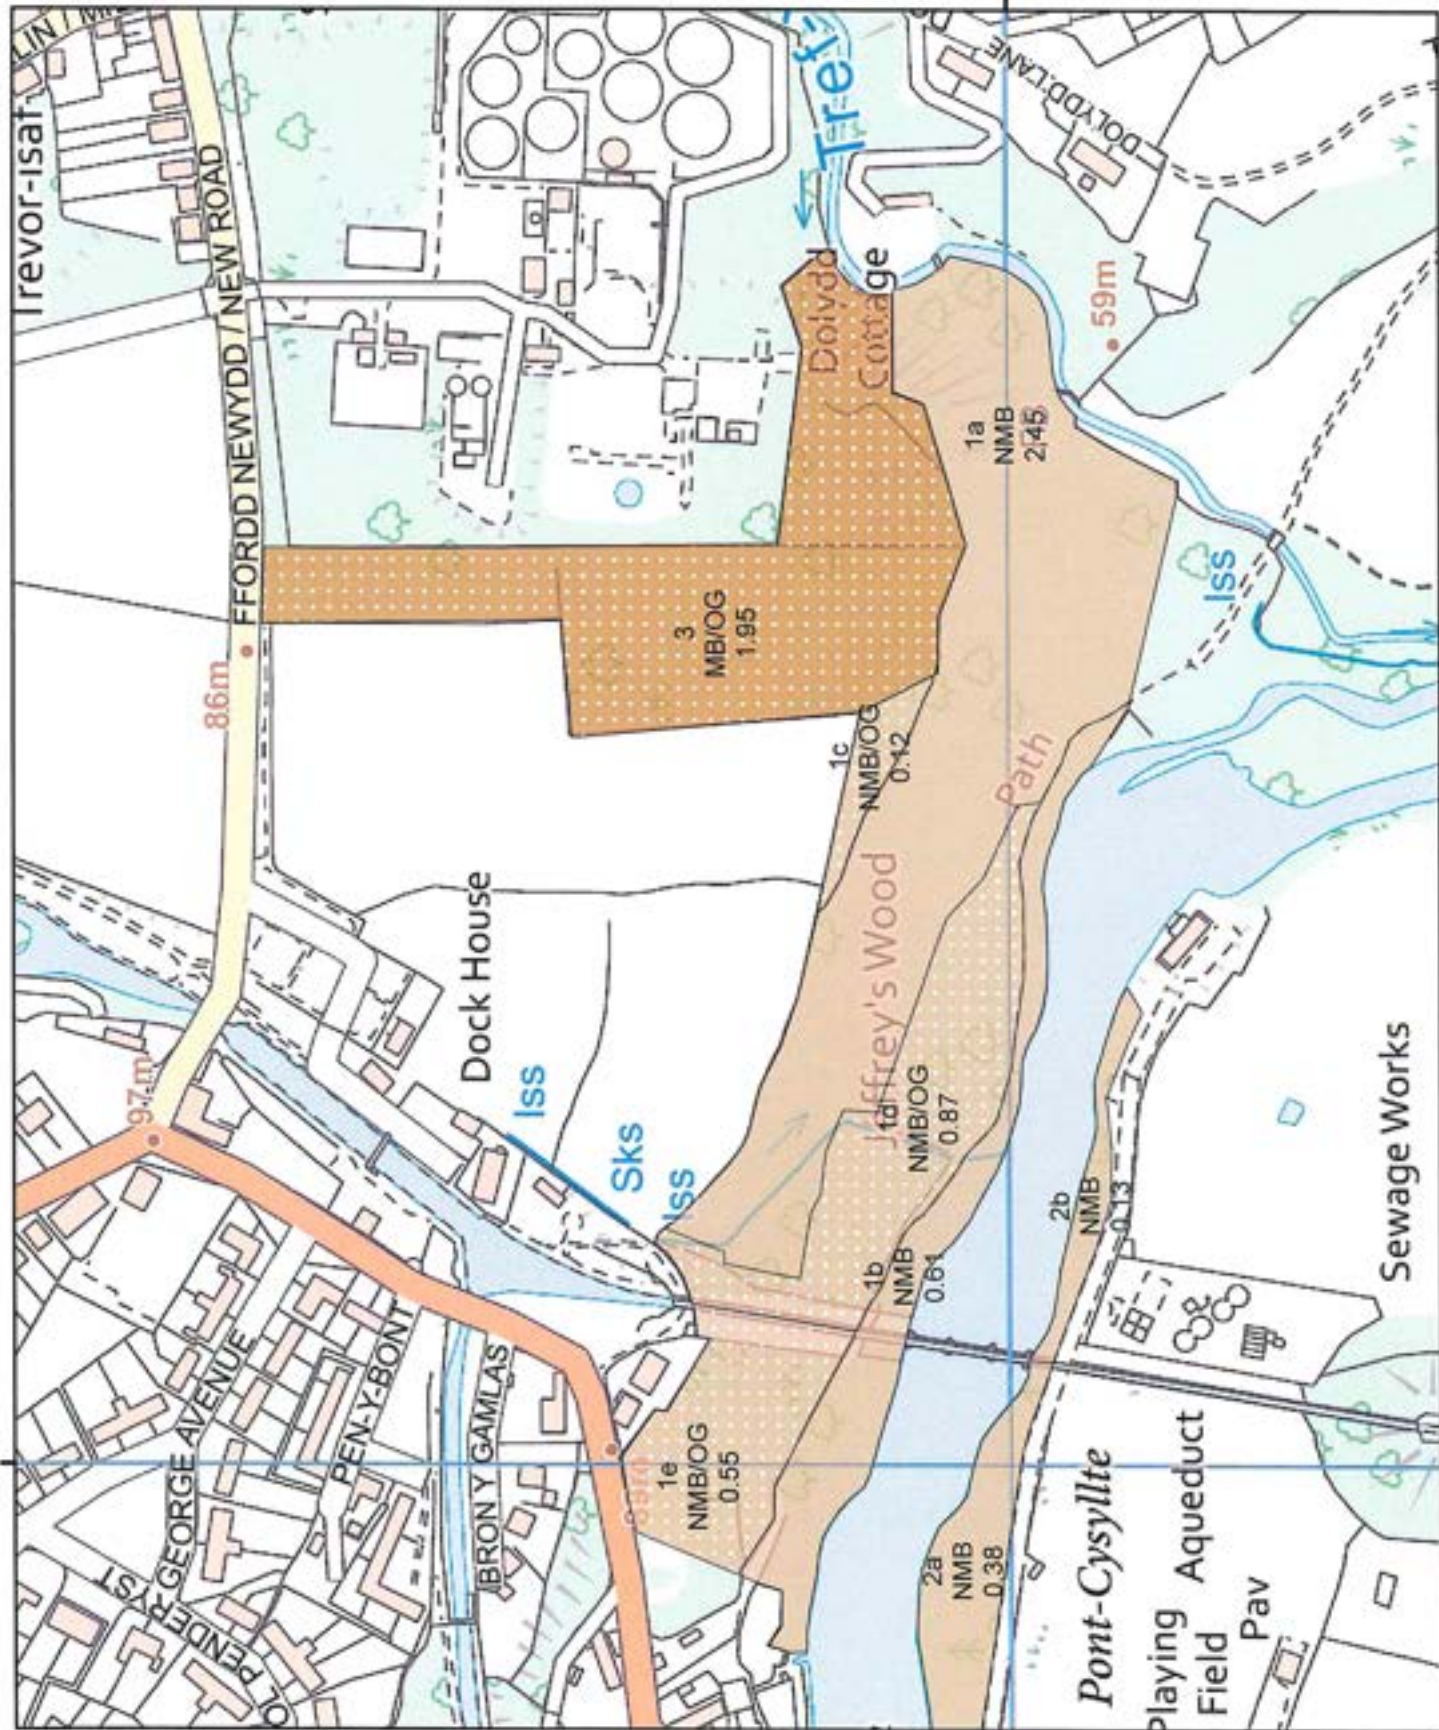 Trevor-isaf
FFORDD NEWYDD / NEW ROAD
Tref-
DOLYDD LANE
Dolydd
Cottage
59m
1a
NMB
2.45
3
MB/OG
1.95
86m
1c
NMB/OG
0.12
Path
Iss
Dock House
Jeffrey's Wood
97m
Iss
Sks
Iss
1d
NMB/OG
0.87
1b
NMB
0.61
2b
NMB
0.13
Sewage Works
GEORGE AVENUE
PEN-Y-BONT
BRON Y GAMLAS
1e
NMB/OG
0.55
2a
NMB
0.38
Pont-Cysyllte
Aqueduct
Playing
Field
Pav